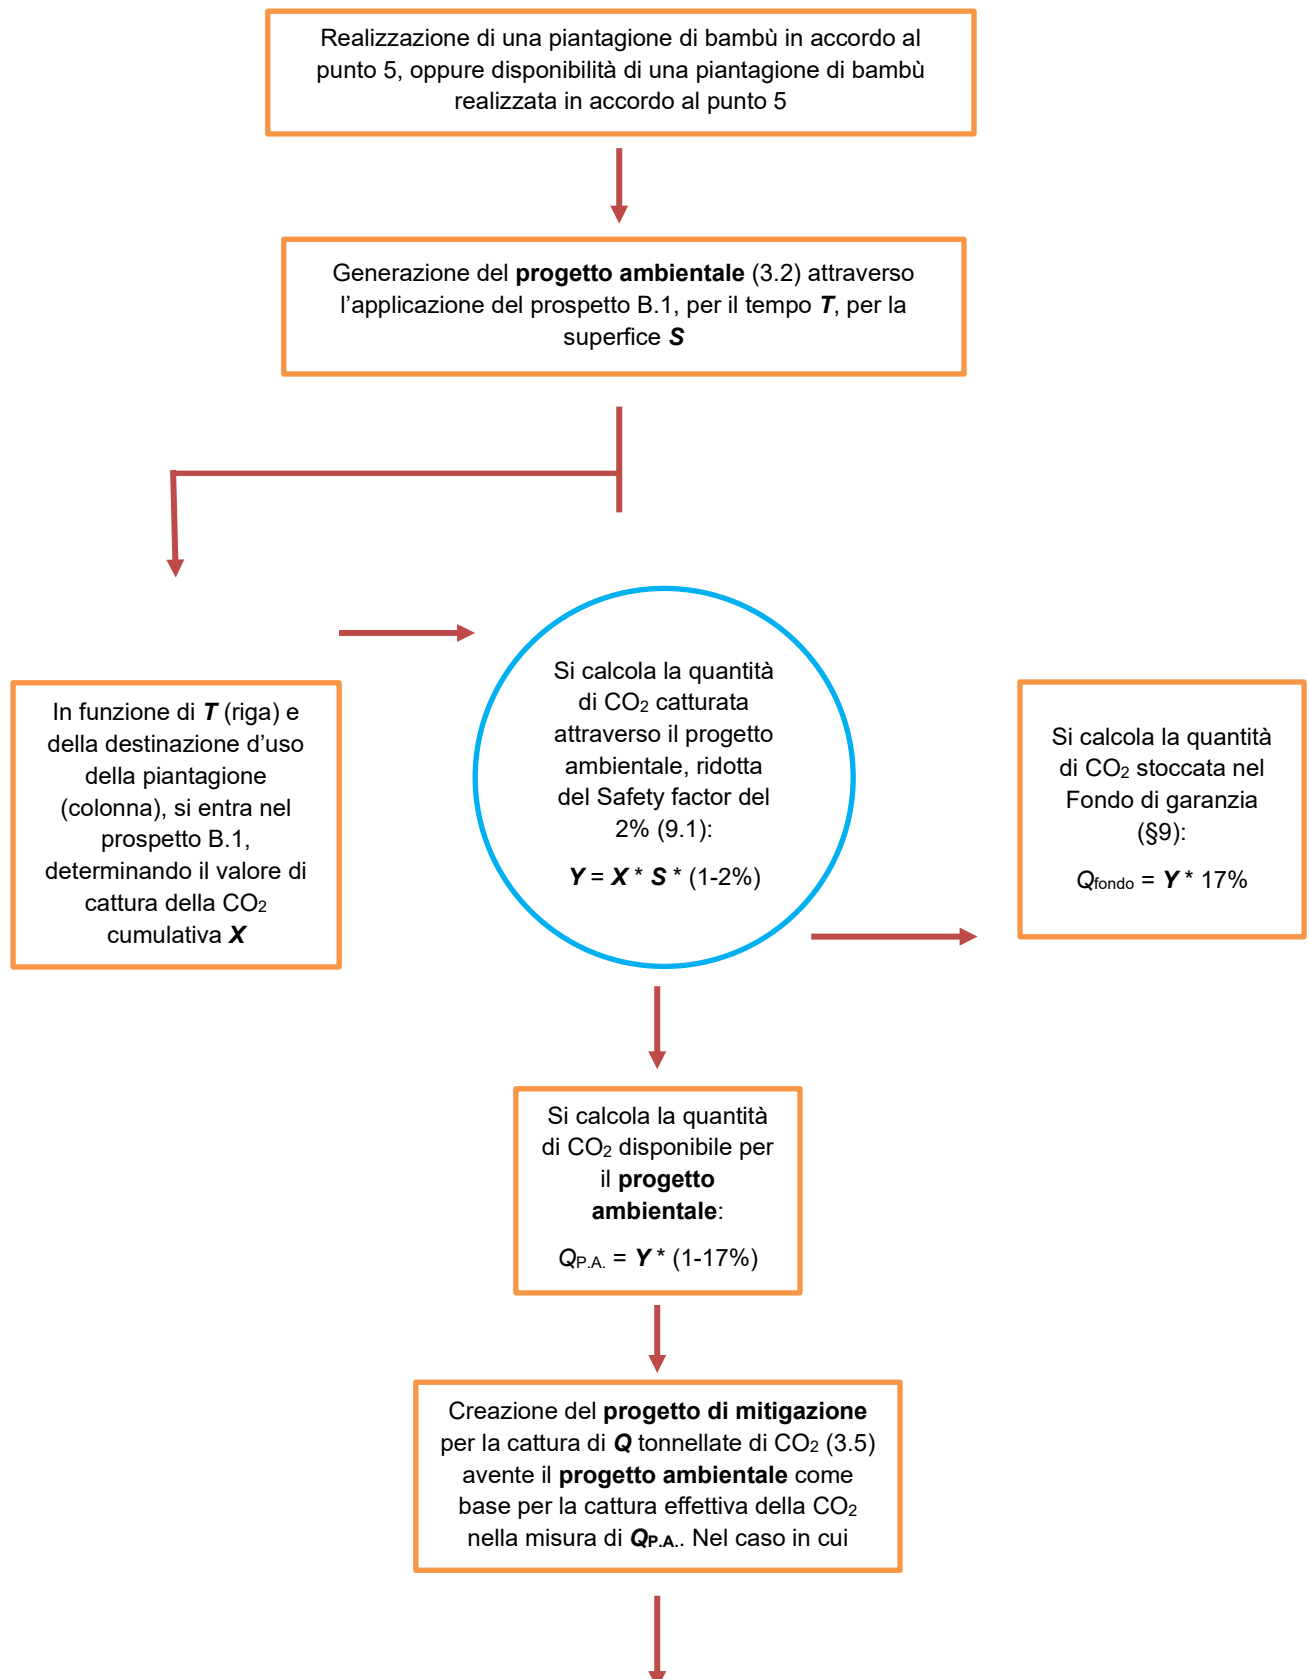 Realizzazione di una piantagione di bambù in accordo al
punto 5, oppure disponibilità di una piantagione di bambù
realizzata in accordo al punto 5
Generazione del progetto ambientale (3.2) attraverso
l'applicazione del prospetto B.1, per il tempo T, per la
superfice S
In funzione di T (riga) e
della destinazione d'uso
della piantagione
(colonna), si entra nel
prospetto B.1,
determinando il valore di
cattura della CO2
cumulativa X
Si calcola la quantità
di CO2 catturata
attraverso il progetto
ambientale, ridotta
del Safety factor del
2% (9.1):
Y = X * S * (1-2%)
Si calcola la quantità
di CO2 stoccata nel
Fondo di garanzia
(§9):
Qfondo = Y * 17%
Si calcola la quantità
di CO2 disponibile per
il progetto
ambientale:
QP.A. = Y * (1-17%)
Creazione del progetto di mitigazione
per la cattura di Q tonnellate di CO2 (3.5)
avente il progetto ambientale come
base per la cattura effettiva della CO2
nella misura di QP.A.. Nel caso in cui